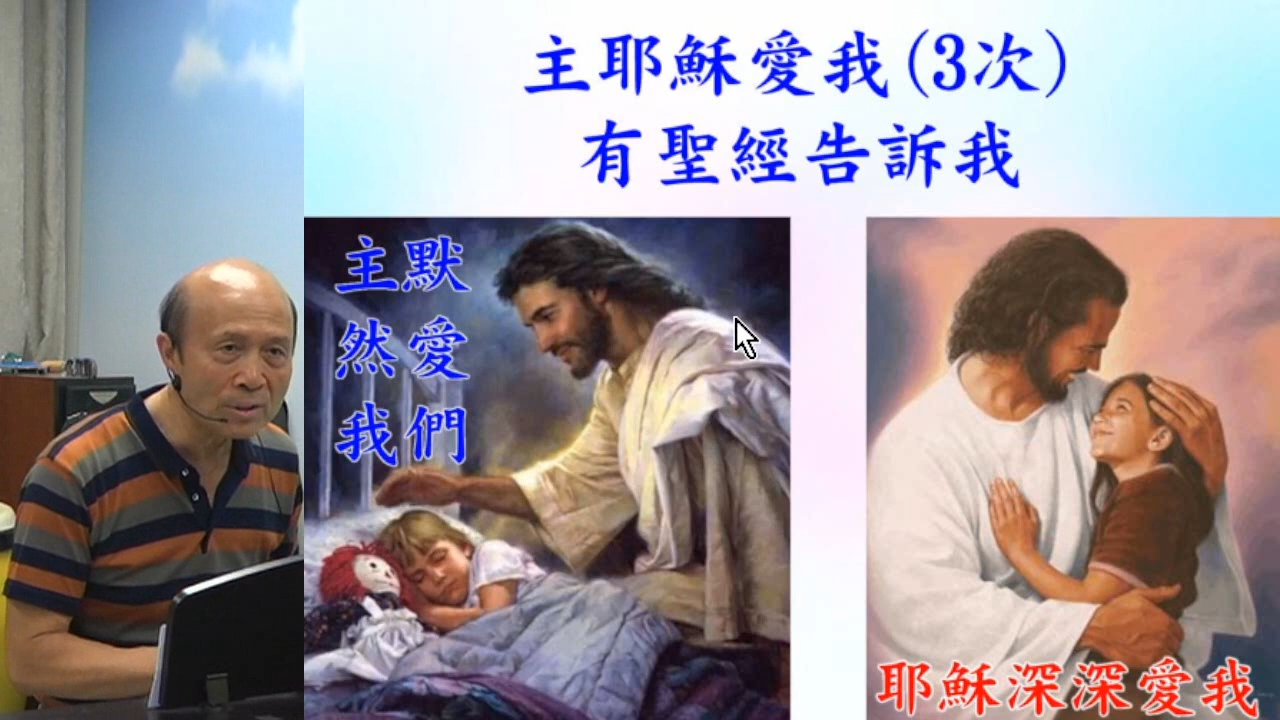 主耶穌愛我(3次)
有聖經告訴我
主默
然愛
我們
耶穌深深愛我